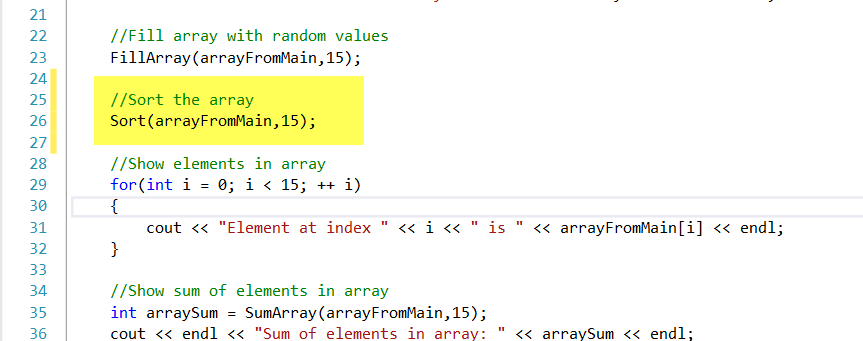 21
22 //Fill array with random values
23 FillArray(arrayFromMain,15);
24
25 //Sort the array
26 Sort(arrayFromMain,15);
27
28 //Show elements in array
29 for(int i = 0; i < 15; ++ i)
30 {
31 cout << "Element at index " << i << " is " << arrayFromMain[i] << endl;
32 }
33
34 //Show sum of elements in array
35 int arraySum = SumArray(arrayFromMain,15);
36 cout << endl << "Sum of elements in array: " << arraySum << endl;